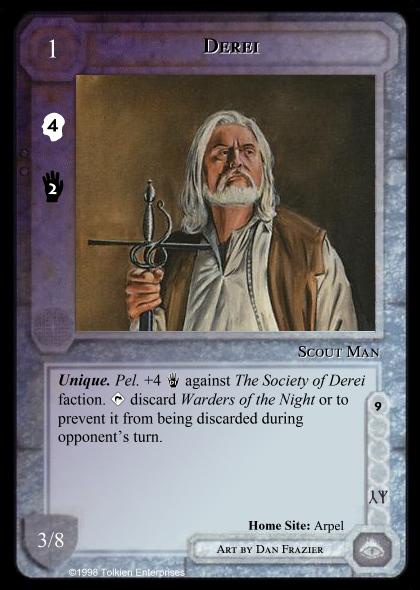 1
DEREI
4
2
SCOUT MAN
Unique. Pel. +4 against The Society of Derei
faction. discard Warders of the Night or to
prevent it from being discarded during
opponent's turn.
9
Home Site: Arpel
3/8
ART BY DAN FRAZIER
©1998 Tolkien Enterprises